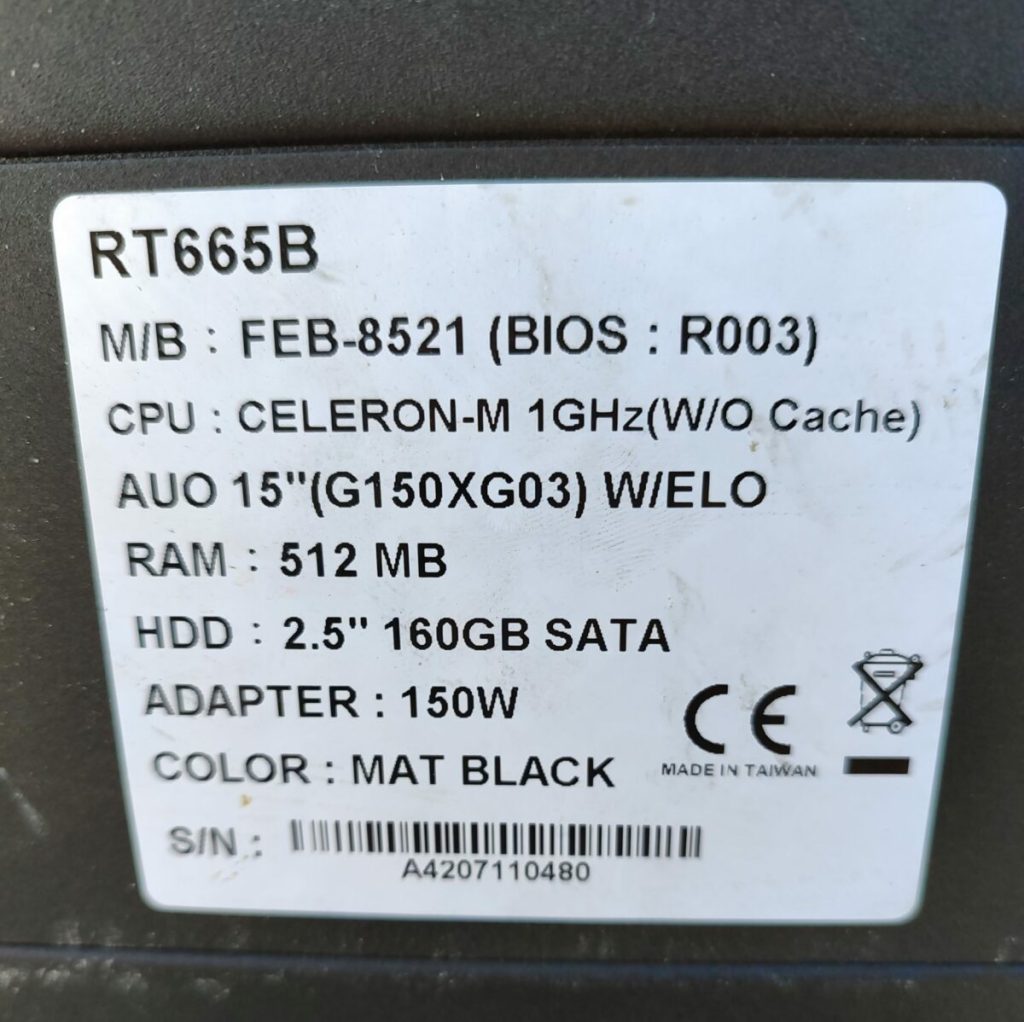 RT665B
M/B : FEB-8521 (BIOS : R003)
CPU : CELERON-M 1GHz(W/O Cache)
AUO 15"(G150XG03) W/ELO
RAM : 512 MB
HDD : 2.5" 160GB SATA
ADAPTER : 150W
CE
MADE IN TAIWAN
COLOR : MAT BLACK
S/N :
A4207110480